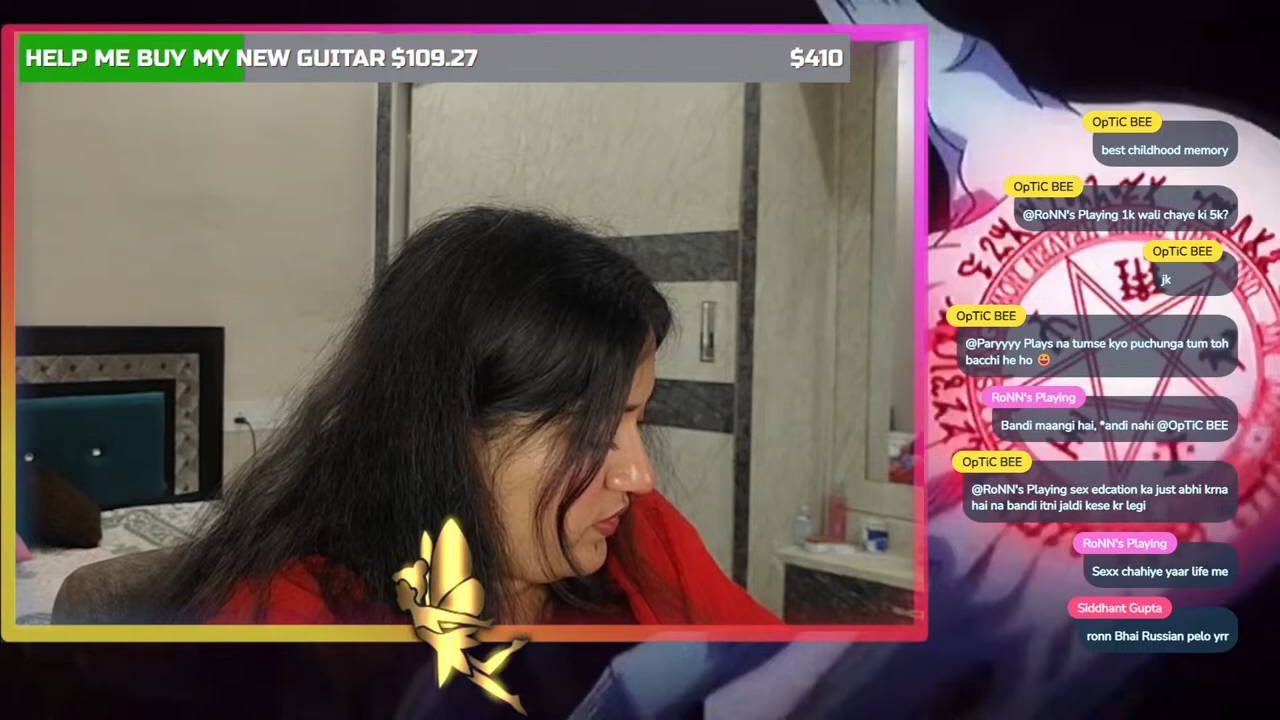 HELP ME BUY MY NEW GUITAR $109.27 $410
OpTiC BEE
best childhood memory
OpTiC BEE
@RoNN's Playing 1k wali chaye ki 5k?
OpTiC BEE
jk
OpTiC BEE
@Paryyyy Plays na tumse kyo puchunga tum toh
bacchi he ho 😝
RoNN's Playing
Bandi maangi hai, *andi nahi @OpTiC BEE
OpTiC BEE
@RoNN's Playing sex edcation ka just abhi krna
hai na bandi itni jaldi kese kr legi
RoNN's Playing
Sexx chahiye yaar life me
Siddhant Gupta
ronn Bhai Russian pelo yrr